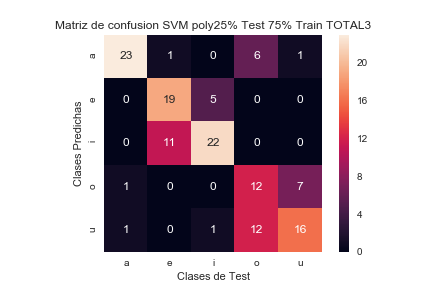 Matriz de confusion SVM poly25% Test 75% Train TOTAL3
Clases Predichas
a 23 1 0 6 1
e 0 19 5 0 0
i 0 11 22 0 0
o 1 0 0 12 7
u 1 0 1 12 16
a e i o u
Clases de Test
20
16
12
8
4
0